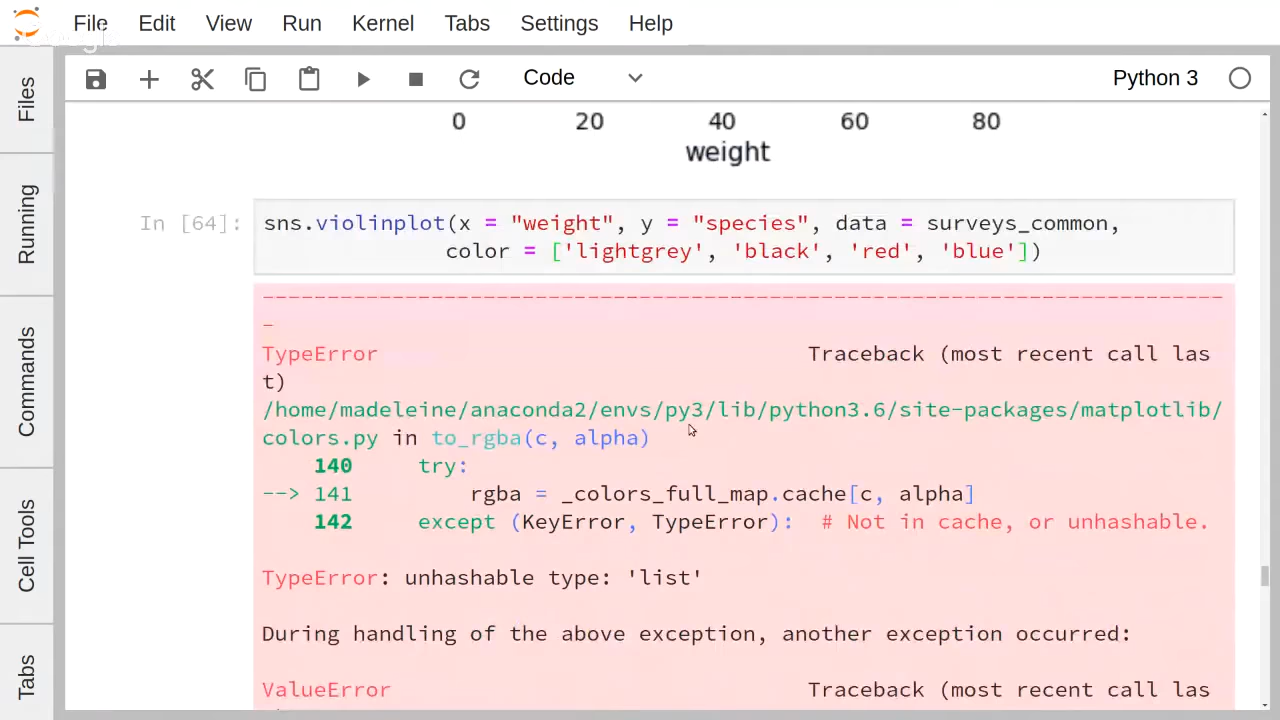 File Edit View Run Kernel Tabs Settings Help
Code
Python 3
Files
Running
Commands
Cell Tools
Tabs
0 20 40 60 80
weight
In [64]:
sns.violinplot(x = "weight", y = "species", data = surveys_common,
color = ['lightgrey', 'black', 'red', 'blue'])
---------------------------------------------------------------------------
-
TypeError Traceback (most recent call las
t)
/home/madeleine/anaconda2/envs/py3/lib/python3.6/site-packages/matplotlib/
colors.py in to_rgba(c, alpha)
140 try:
--> 141 rgba = _colors_full_map.cache[c, alpha]
142 except (KeyError, TypeError): # Not in cache, or unhashable.
TypeError: unhashable type: 'list'
During handling of the above exception, another exception occurred:
ValueError Traceback (most recent call las